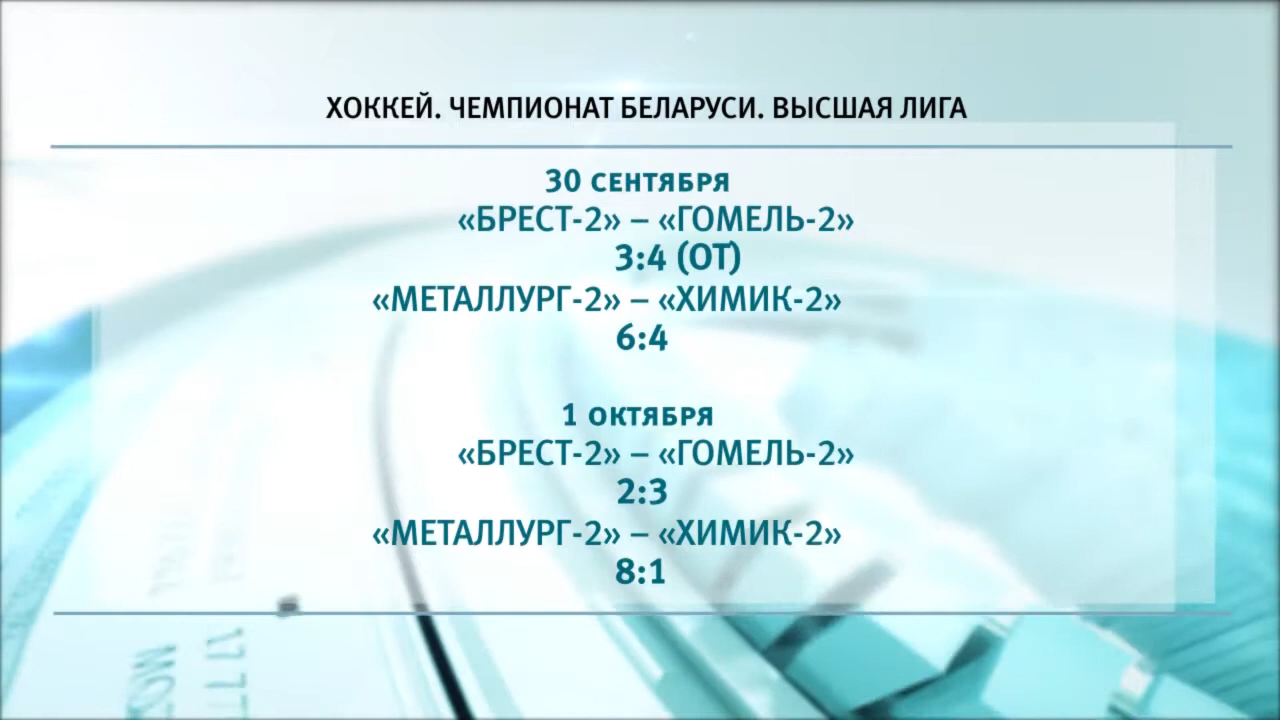 ХОККЕЙ. ЧЕМПИОНАТ БЕЛАРУСИ. ВЫСШАЯ ЛИГА
30 СЕНТЯБРЯ
«БРЕСТ-2» – «ГОМЕЛЬ-2»
3:4 (ОТ)
«МЕТАЛЛУРГ-2» – «ХИМИК-2»
6:4
1 ОКТЯБРЯ
«БРЕСТ-2» – «ГОМЕЛЬ-2»
2:3
«МЕТАЛЛУРГ-2» – «ХИМИК-2»
8:1